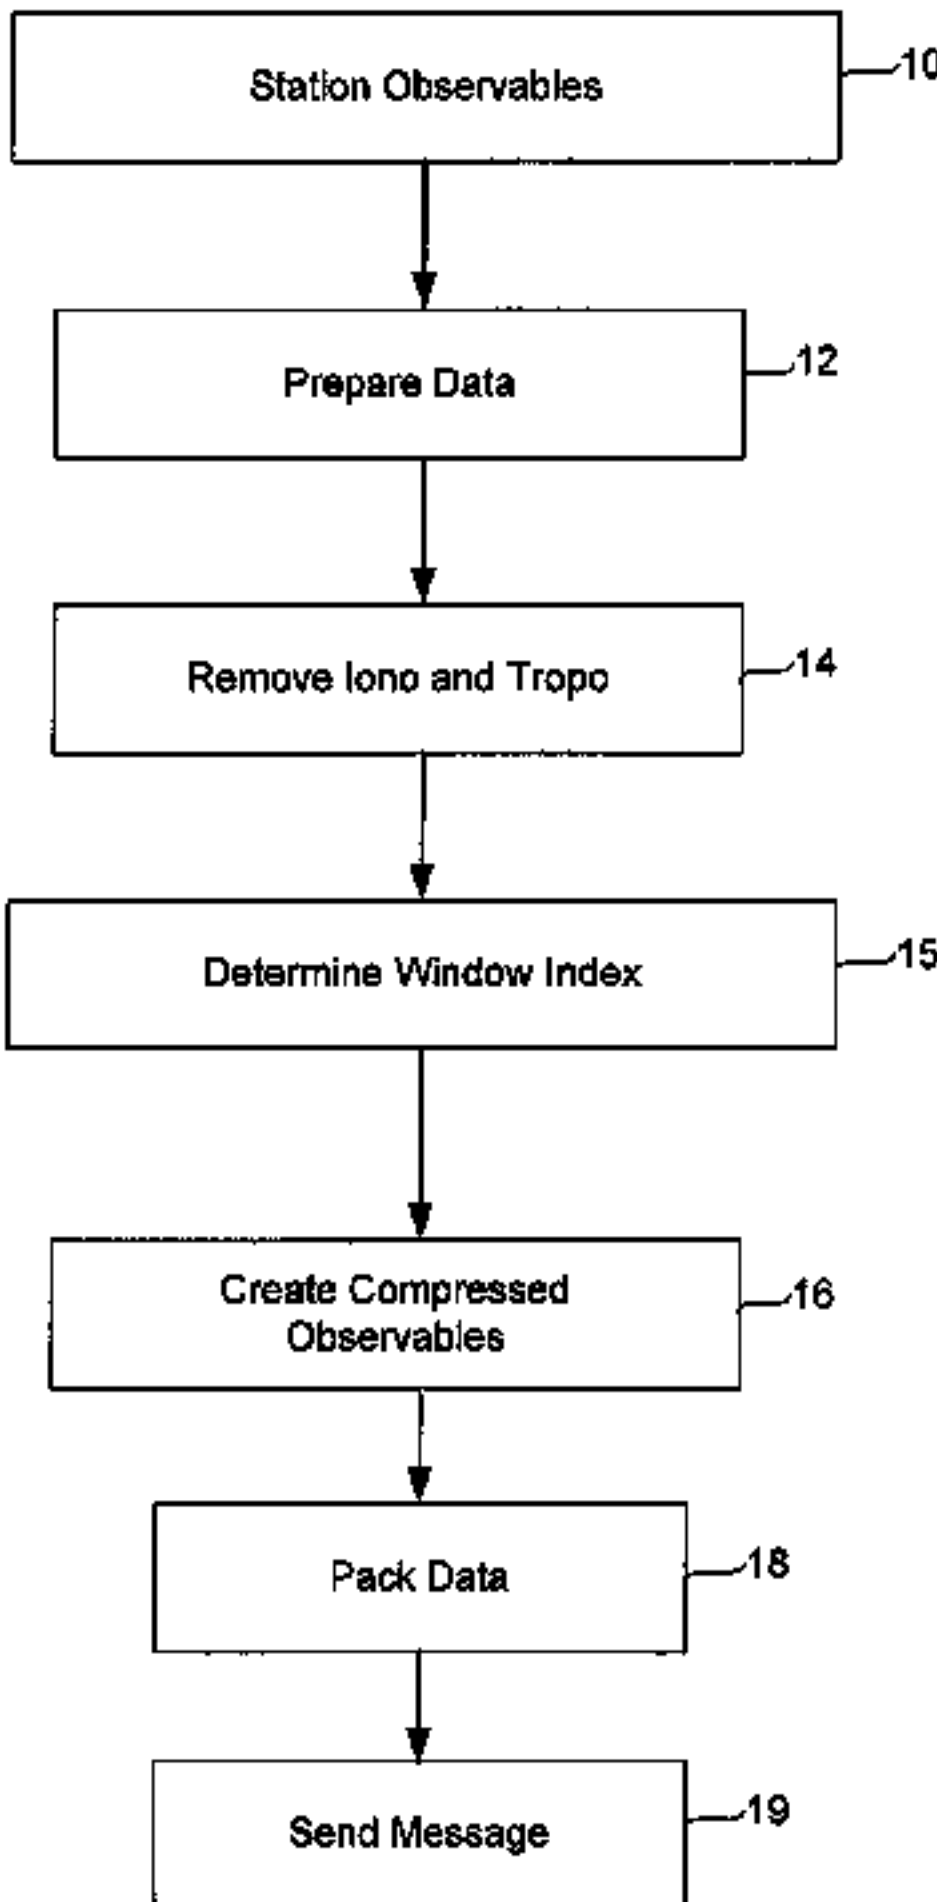 Station Observables
10
Prepare Data
12
Remove Iono and Tropo
14
Determine Window Index
15
Create Compressed
Observables
16
Pack Data
18
Send Message
19